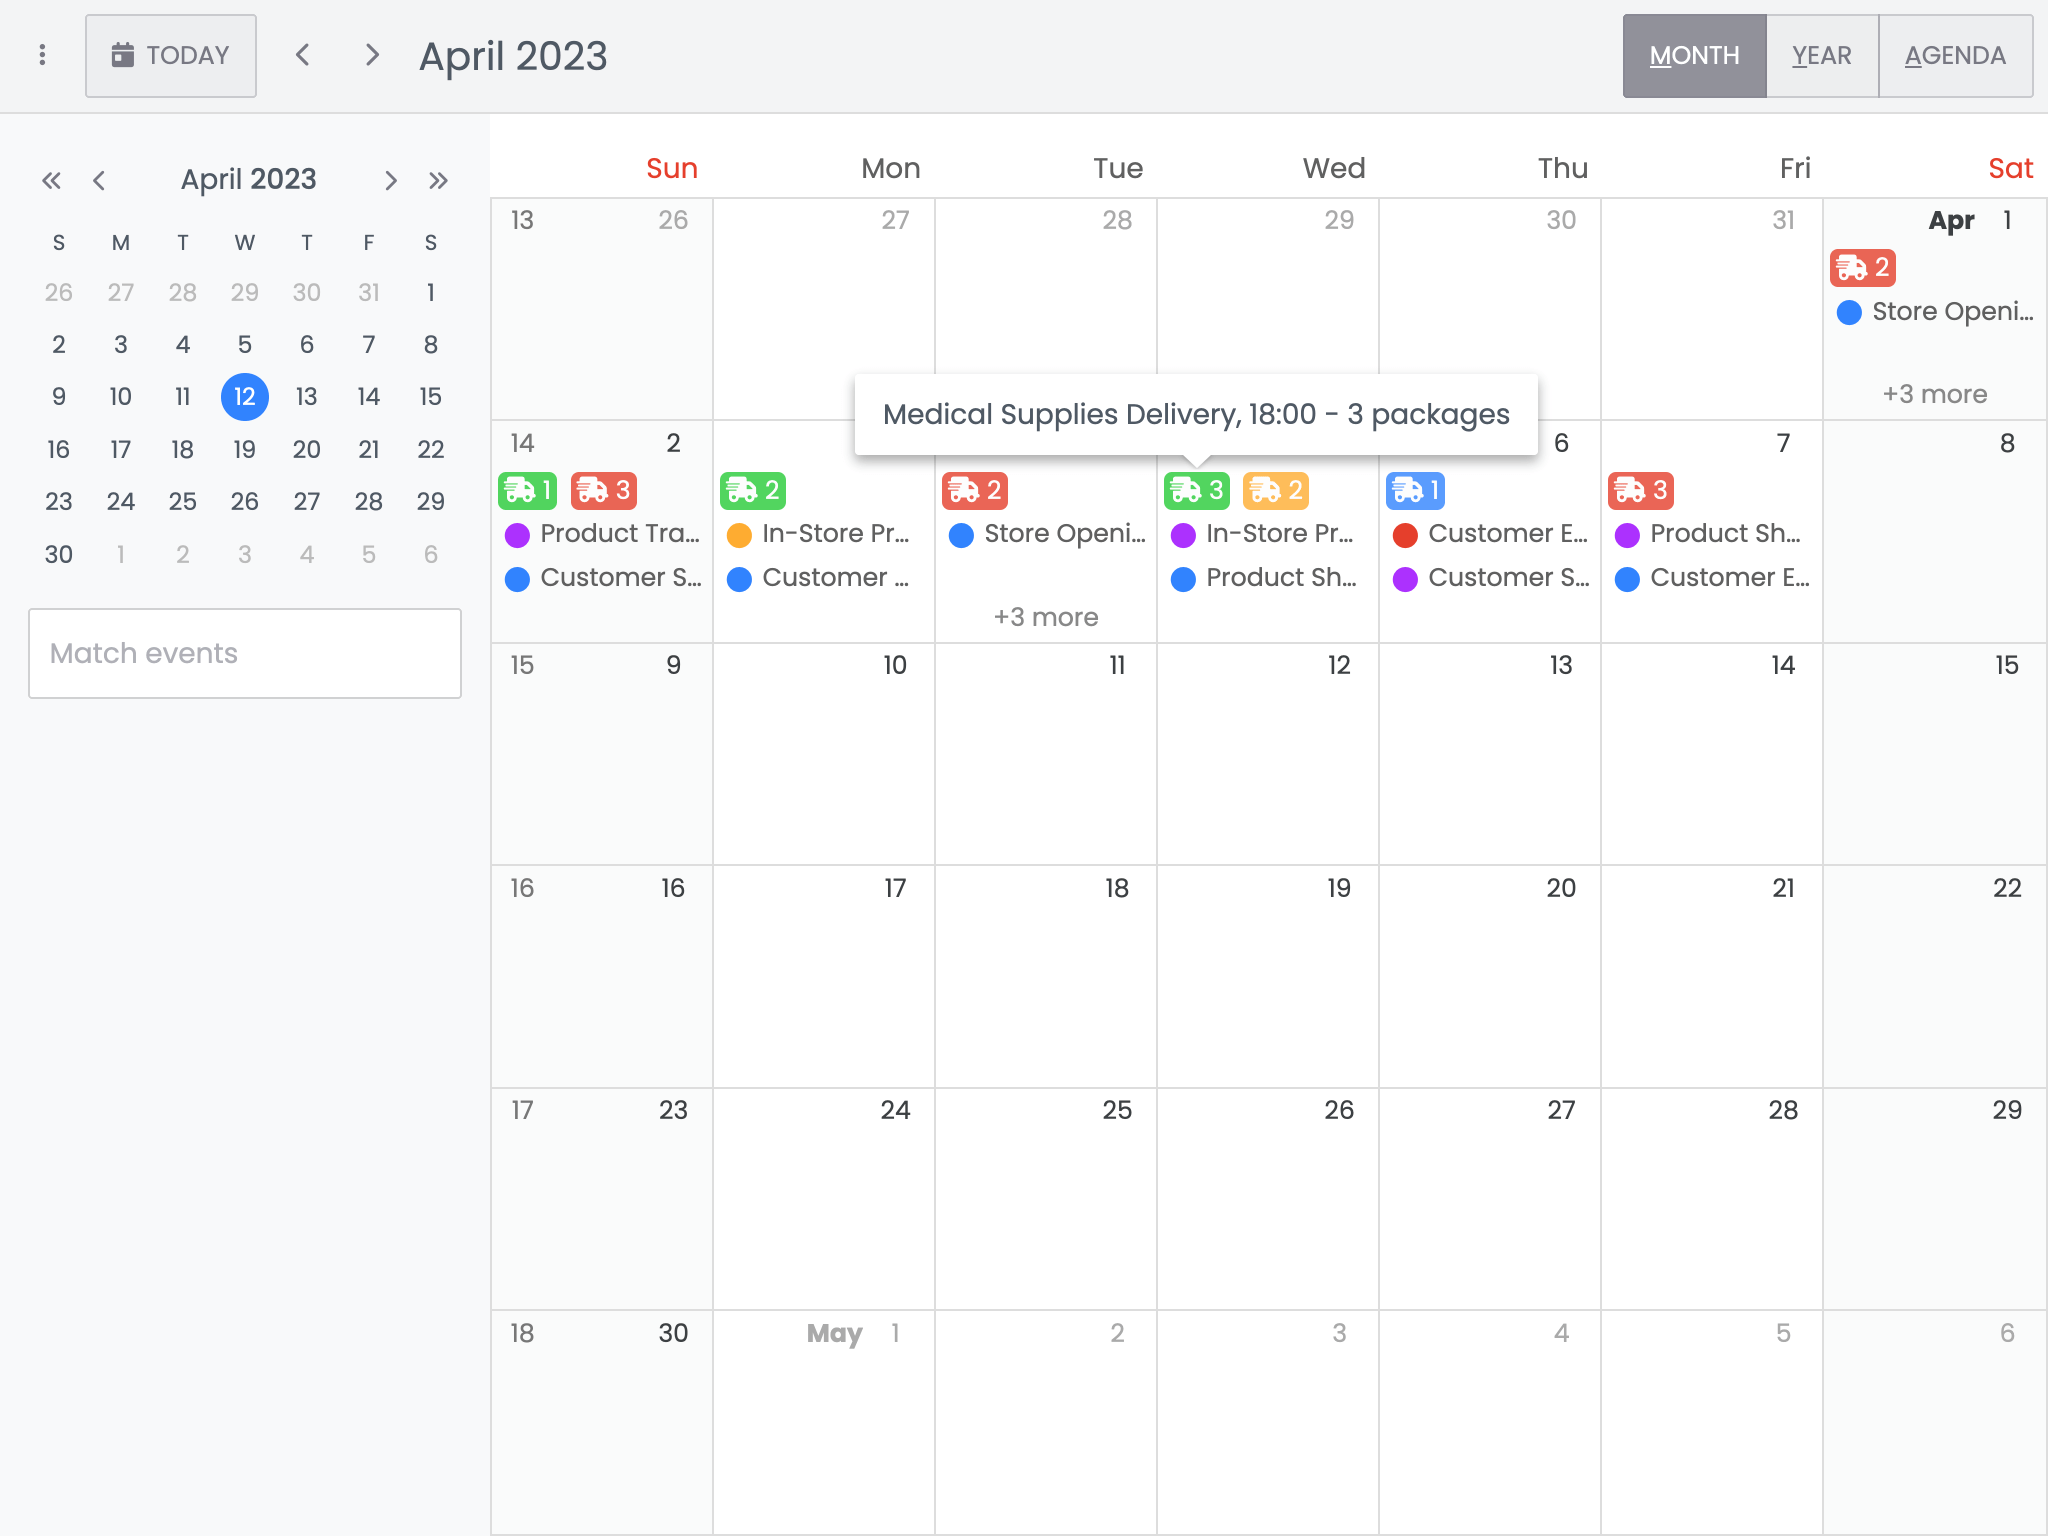 TODAY
April 2023
MONTH
YEAR
AGENDA
April 2023
S M T W T F S
26 27 28 29 30 31 1
2 3 4 5 6 7 8
9 10 11 12 13 14 15
16 17 18 19 20 21 22
23 24 25 26 27 28 29
30 1 2 3 4 5 6
Match events
Sun Mon Tue Wed Thu Fri Sat
13 26 27 28 29 30 31 Apr 1
2
Store Openi...
+3 more
Medical Supplies Delivery, 18:00 - 3 packages
14 2 6 7 8
1 3 2 2 3 2 1 3
Product Tra... In-Store Pr... Store Openi... In-Store Pr... Customer E... Product Sh...
Customer S... Customer ... Product Sh... Customer S... Customer E...
+3 more
15 9 10 11 12 13 14 15
16 16 17 18 19 20 21 22
17 23 24 25 26 27 28 29
18 30 May 1 2 3 4 5 6